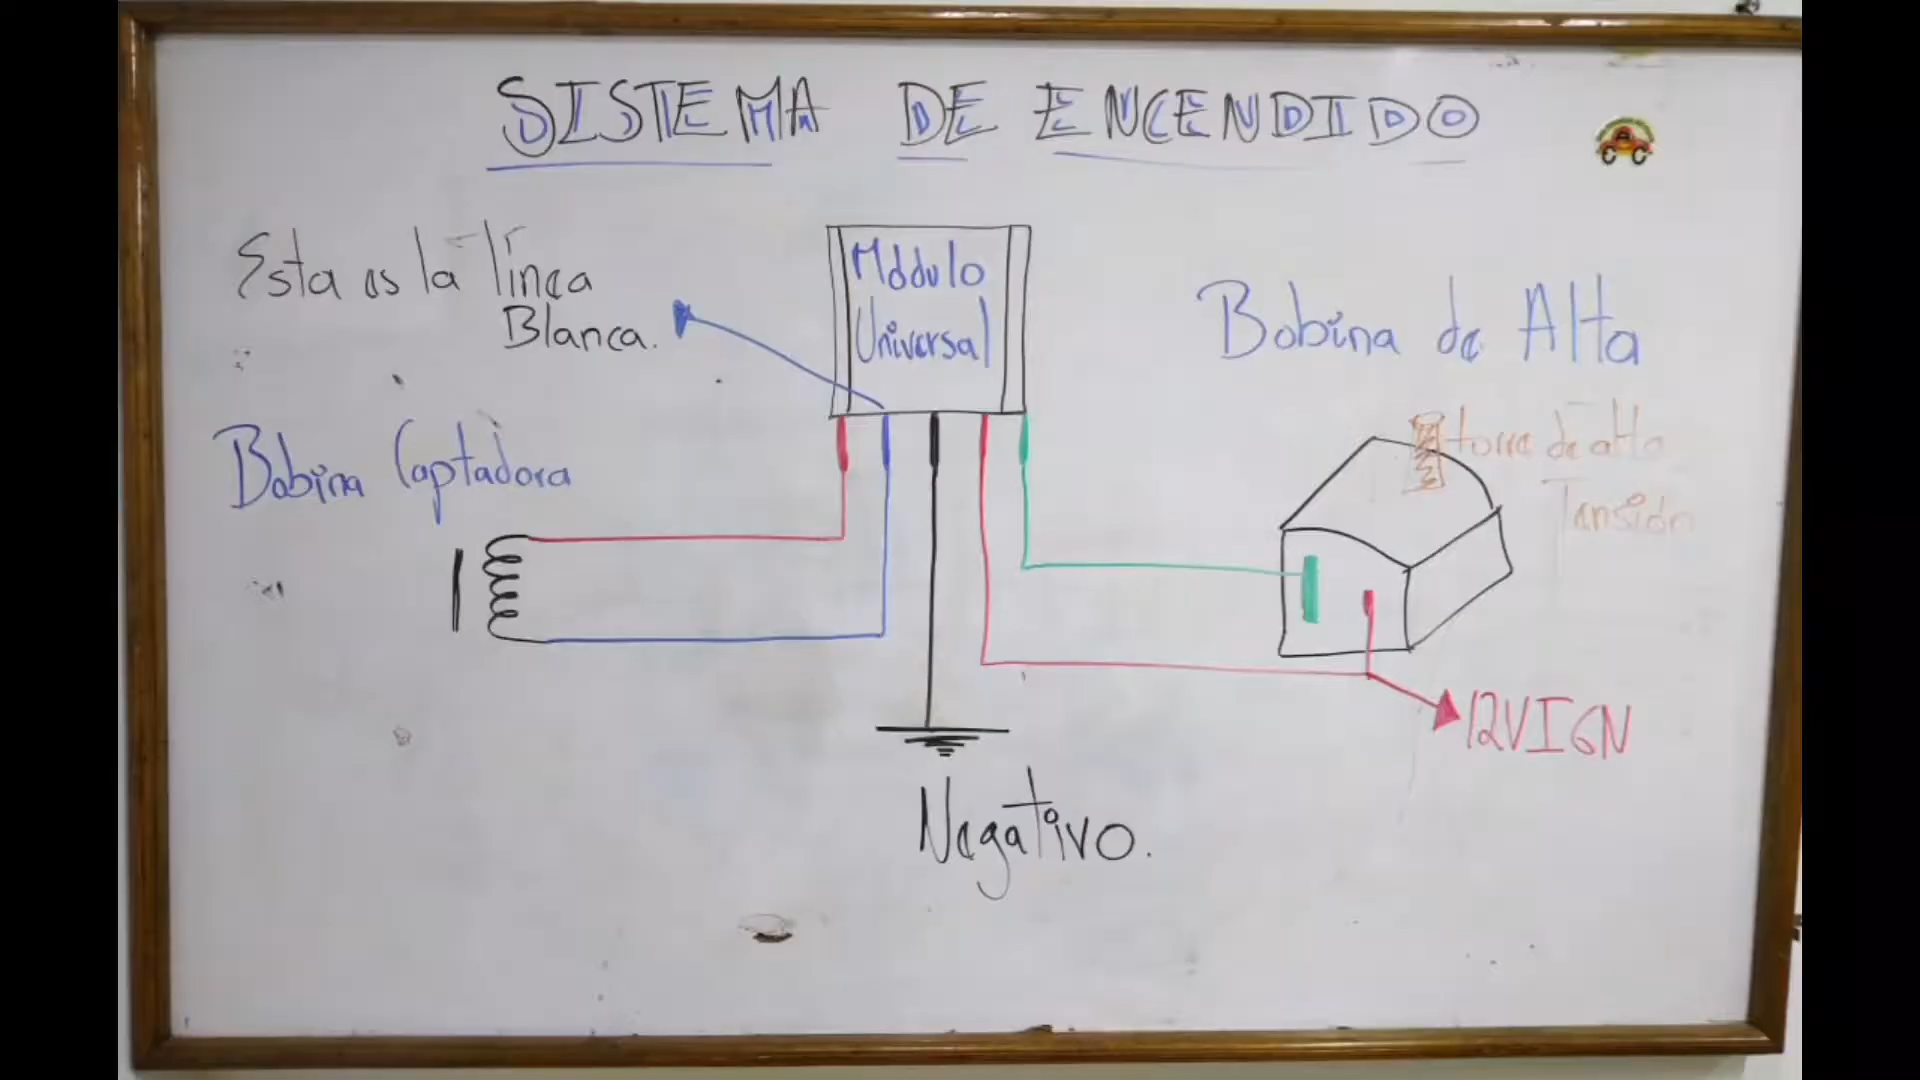 SISTEMA DE ENCENDIDO
Esta es la línea
Blanca.
Módulo
Universal
Bobina de Alta
torre de alta
Tensión
Bobina Captadora
12VIGN
Negativo.